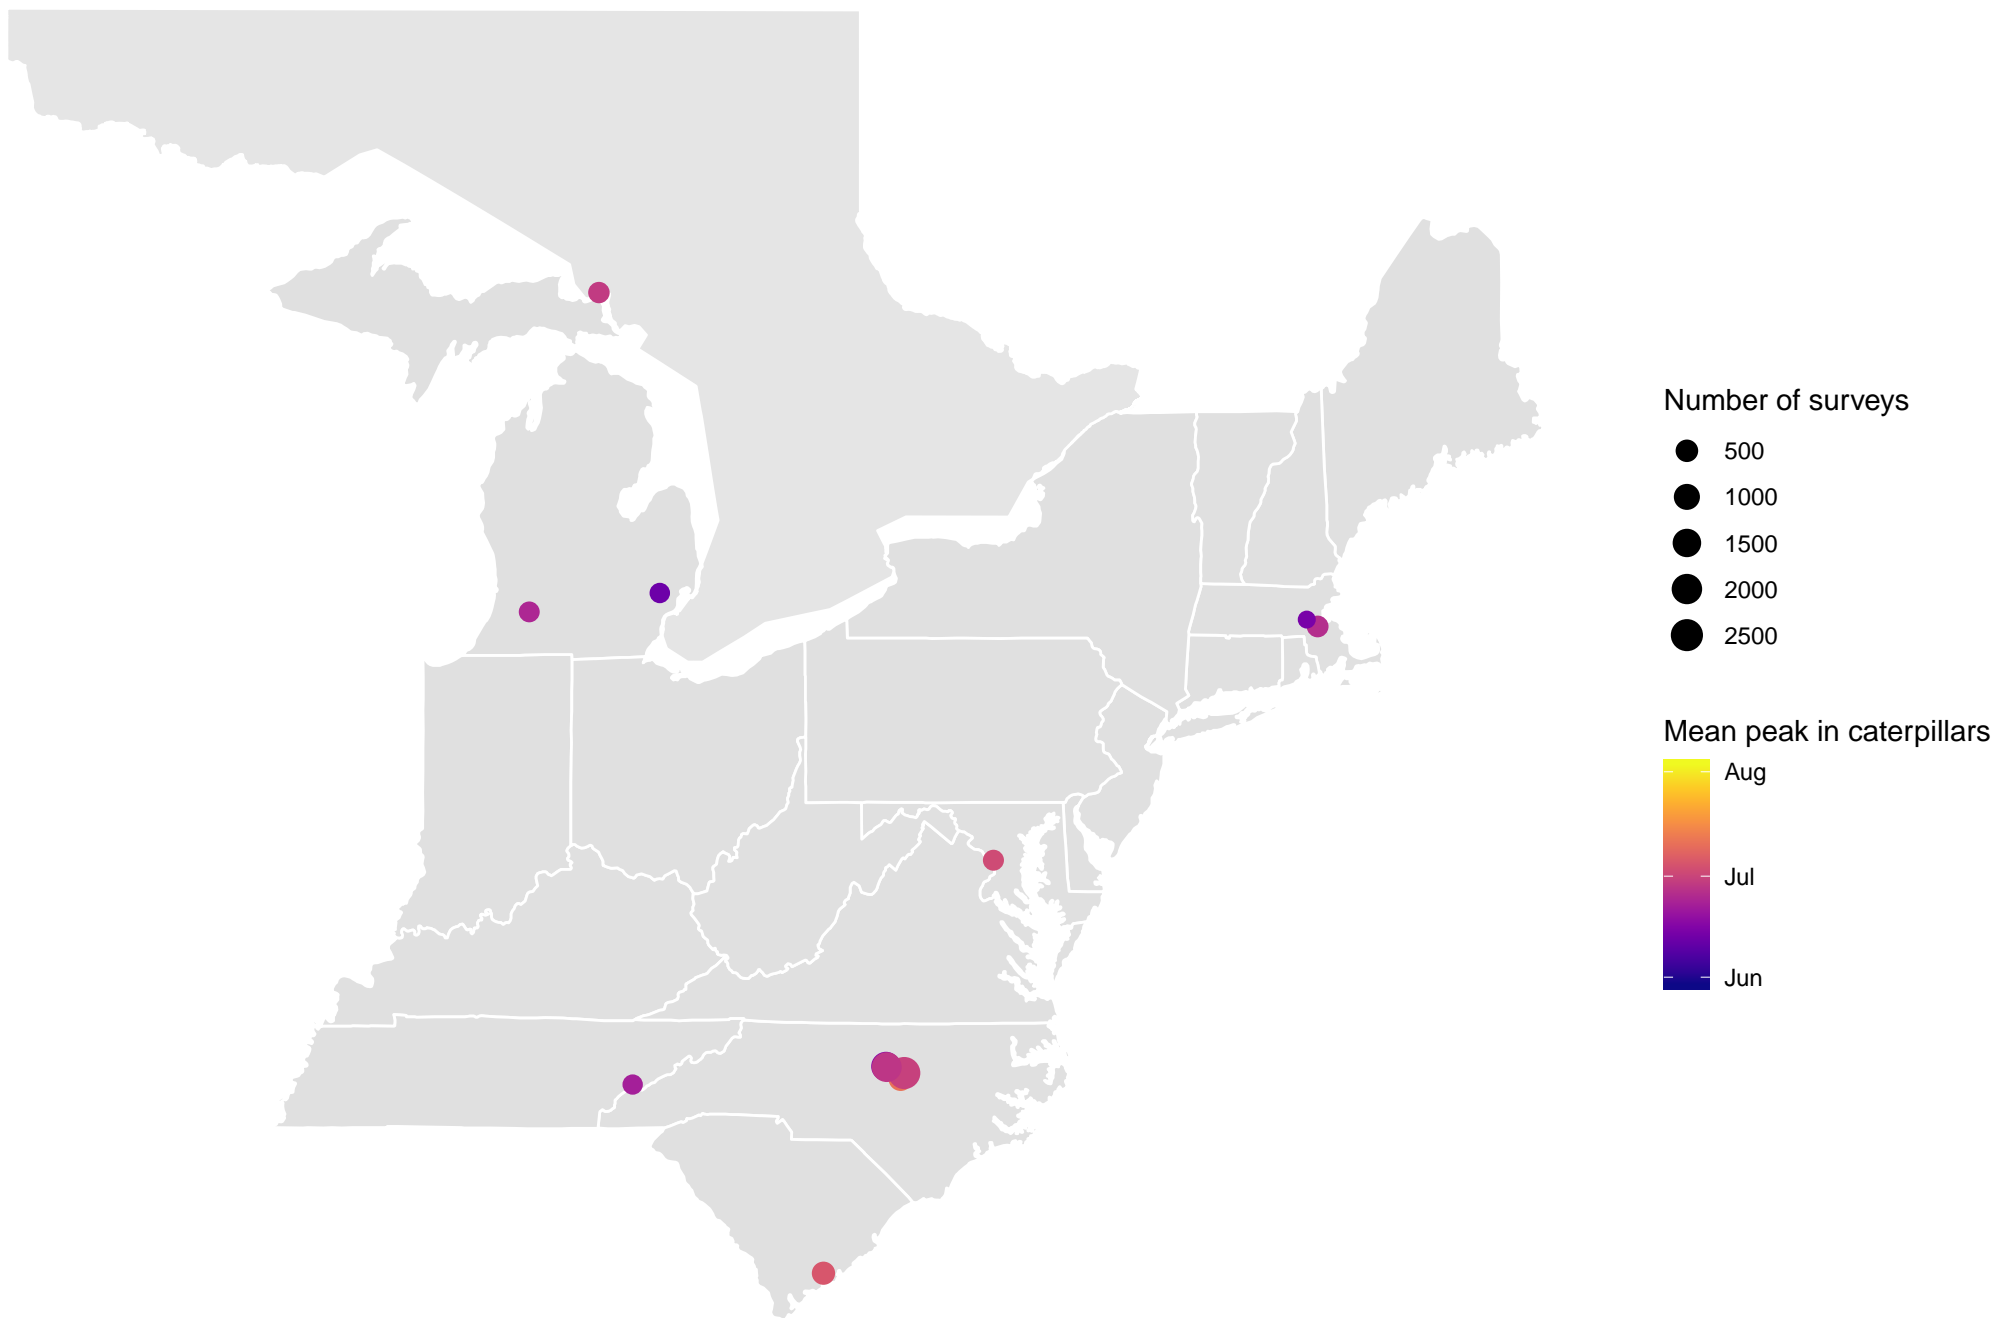 Number of surveys
500
1000
1500
2000
2500
Mean peak in caterpillars
Aug
Jul
Jun